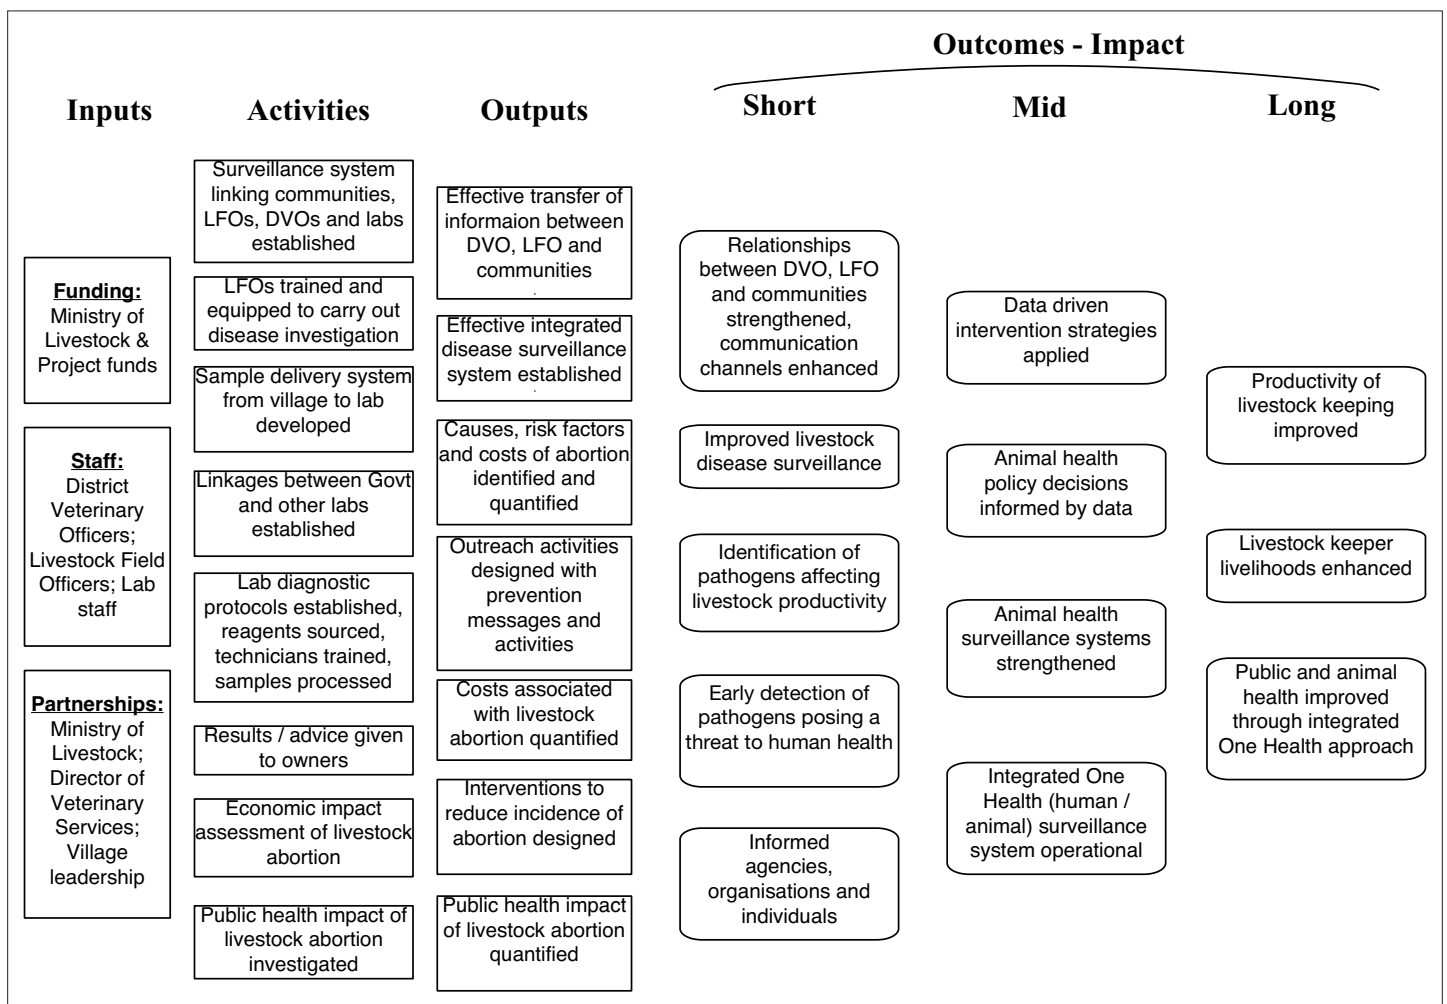 Outcomes - Impact
Inputs
Activities
Outputs
Short
Mid
Long
Funding:
Ministry of
Livestock &
Project funds
Staff:
District
Veterinary
Officers;
Livestock Field
Officers; Lab
staff
Partnerships:
Ministry of
Livestock;
Director of
Veterinary
Services;
Village
leadership
Surveillance system
linking communities,
LFOs, DVOs and labs
established
LFOs trained and
equipped to carry out
disease investigation
Sample delivery system
from village to lab
developed
Linkages between Govt
and other labs
established
Lab diagnostic
protocols established,
reagents sourced,
technicians trained,
samples processed
Results / advice given
to owners
Economic impact
assessment of livestock
abortion
Public health impact of
livestock abortion
investigated
Effective transfer of
informaion between
DVO, LFO and
communities
.
Effective integrated
disease surveillance
system established
.
Causes, risk factors
and costs of abortion
identified and
quantified
Outreach activities
designed with
prevention
messages and
activities
Costs associated
with livestock
abortion quantified
Interventions to
reduce incidence of
abortion designed
Public health impact
of livestock abortion
quantified
Relationships
between DVO, LFO
and communities
strengthened,
communication
channels enhanced
Improved livestock
disease surveillance
Identification of
pathogens affecting
livestock productivity
Early detection of
pathogens posing a
threat to human health
Informed
agencies,
organisations and
individuals
Data driven
intervention strategies
applied
Animal health
policy decisions
informed by data
Animal health
surveillance systems
strengthened
Integrated One
Health (human /
animal) surveillance
system operational
Productivity of
livestock keeping
improved
Livestock keeper
livelihoods enhanced
Public and animal
health improved
through integrated
One Health approach